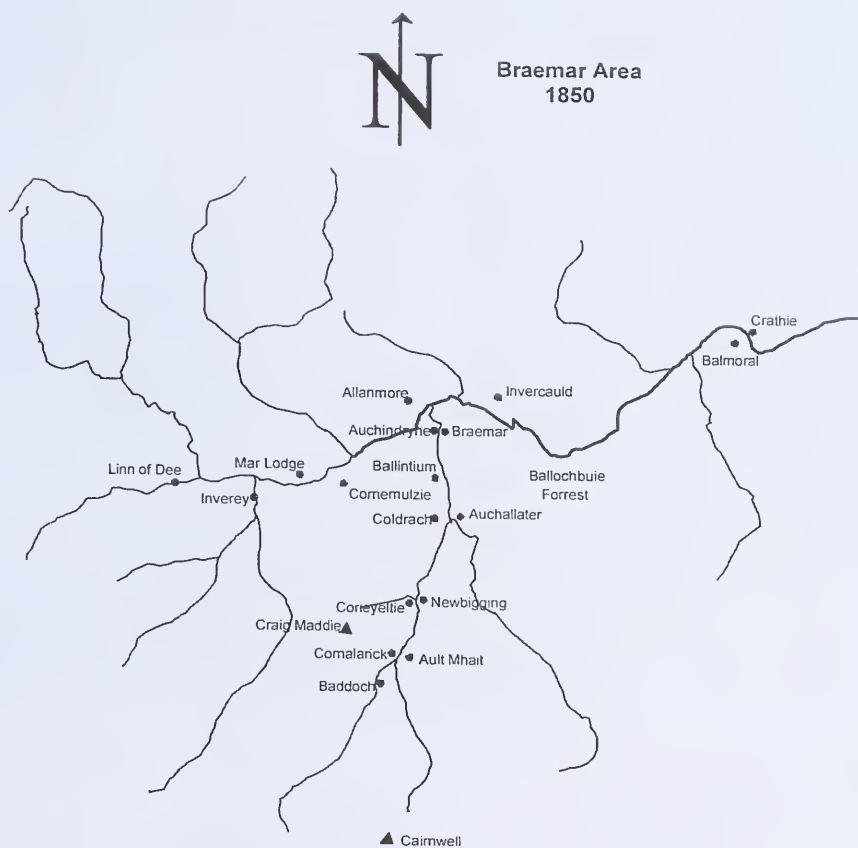 N
Braemar Area
1850
Crathie
Balmoral
Allanmore
Invercauld
Auchindryne
Braemar
Linn of Dee
Mar Lodge
Ballintium
Ballochbuie
Forrest
Inverey
Cornemulzie
Coldrach
Auchallater
Correyeltie
Newbigging
Craig Maddie
Comalarick
Ault Mhait
Baddoch
Cairnwell